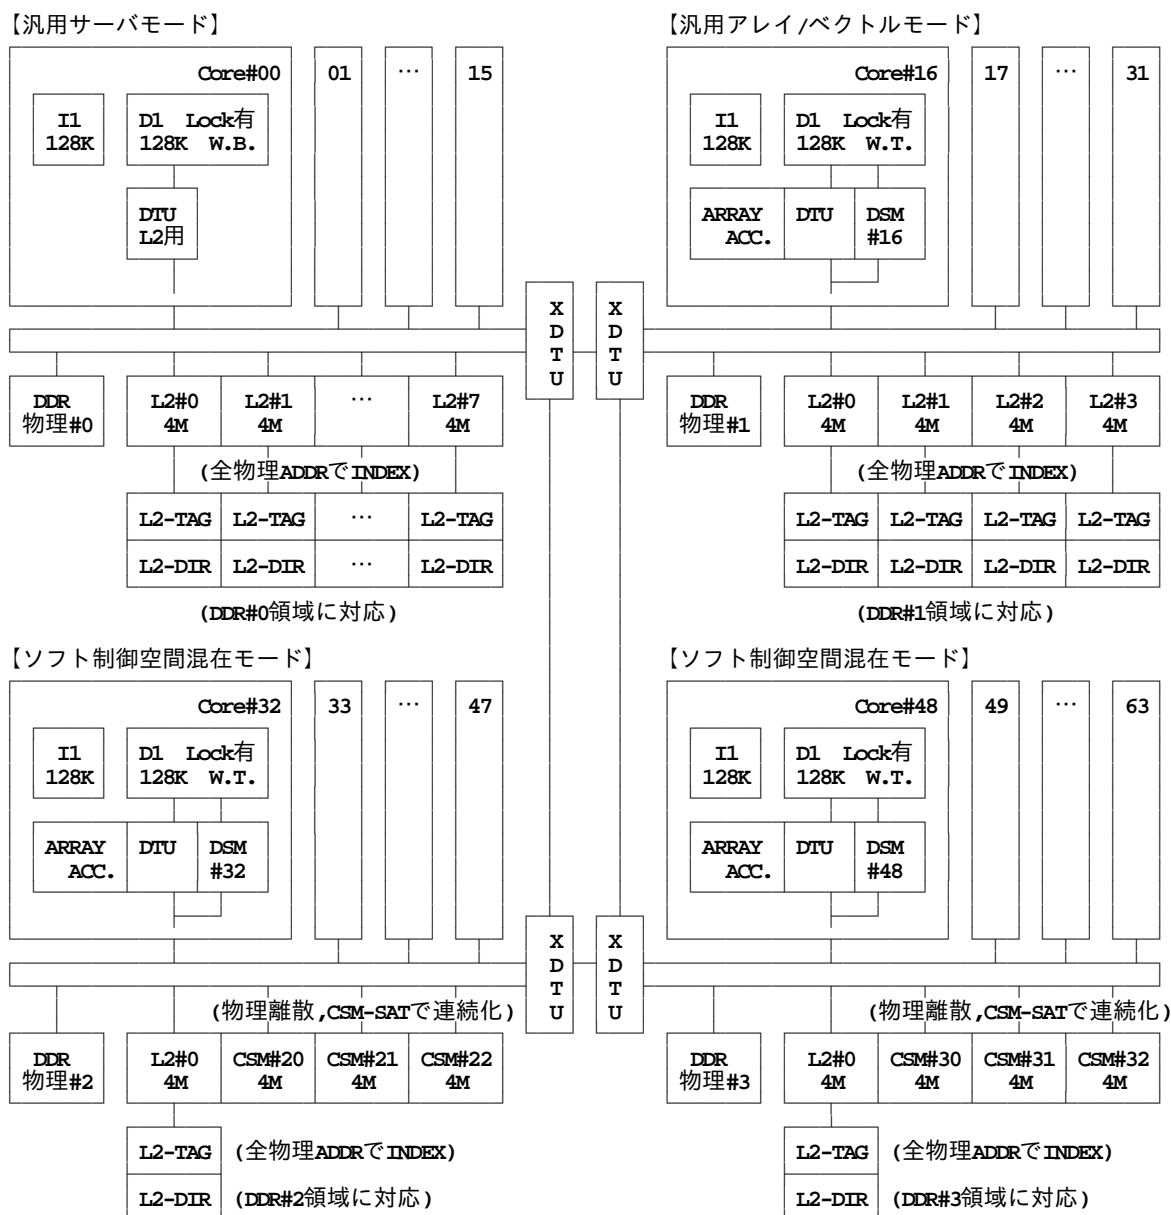 【汎用サーバモード】
Core#00 01 … 15
I1 D1 Lock有
128K 128K W.B.
DTU
L2用
XDTU
DDR L2#0 L2#1 … L2#7
物理#0 4M 4M 4M
(全物理ADDRでINDEX)
L2-TAG L2-TAG … L2-TAG
L2-DIR L2-DIR … L2-DIR
(DDR#0領域に対応)
【汎用アレイ/ベクトルモード】
Core#16 17 … 31
I1 D1 Lock有
128K 128K W.T.
ARRAY DTU DSM
ACC. #16
XDTU
DDR L2#0 L2#1 L2#2 L2#3
物理#1 4M 4M 4M 4M
(全物理ADDRでINDEX)
L2-TAG L2-TAG L2-TAG L2-TAG
L2-DIR L2-DIR L2-DIR L2-DIR
(DDR#1領域に対応)
【ソフト制御空間混在モード】
Core#32 33 … 47
I1 D1 Lock有
128K 128K W.T.
ARRAY DTU DSM
ACC. #32
XDTU
(物理離散,CSM-SATで連続化)
DDR L2#0 CSM#20 CSM#21 CSM#22
物理#2 4M 4M 4M 4M
L2-TAG (全物理ADDRでINDEX)
L2-DIR (DDR#2領域に対応)
【ソフト制御空間混在モード】
Core#48 49 … 63
I1 D1 Lock有
128K 128K W.T.
ARRAY DTU DSM
ACC. #48
XDTU
(物理離散,CSM-SATで連続化)
DDR L2#0 CSM#30 CSM#31 CSM#32
物理#3 4M 4M 4M 4M
L2-TAG (全物理ADDRでINDEX)
L2-DIR (DDR#3領域に対応)